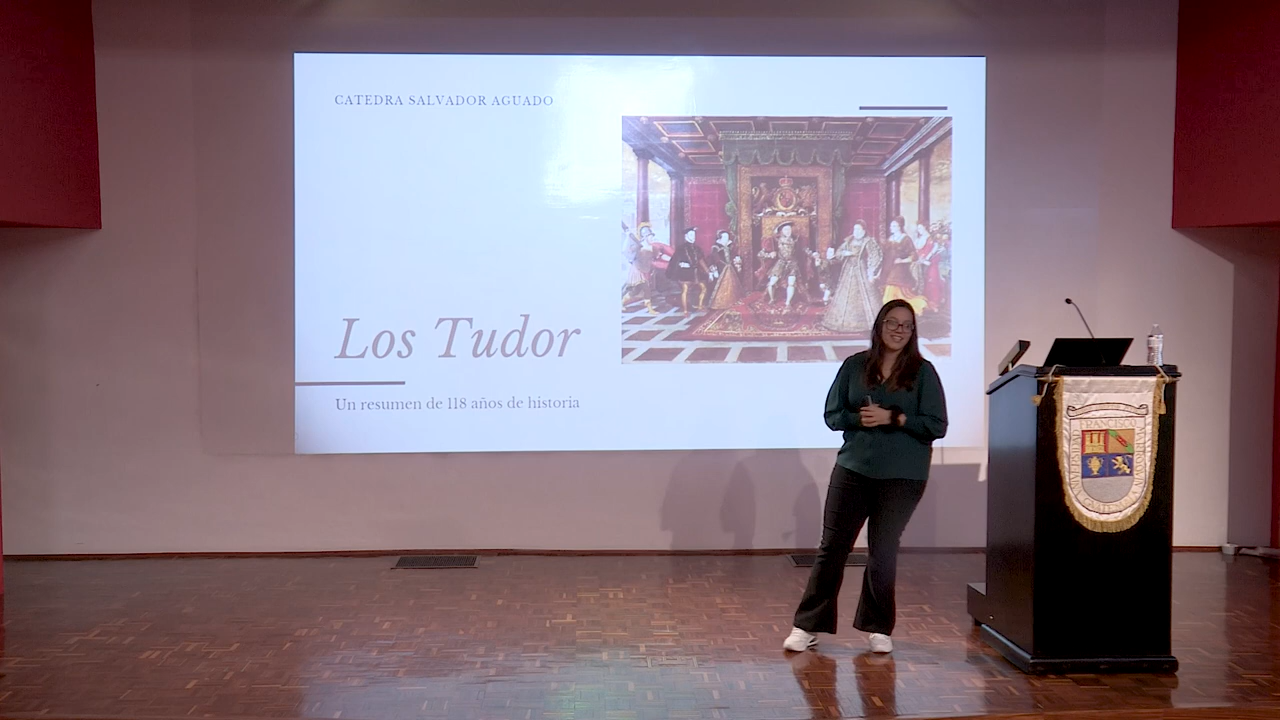 CATEDRA SALVADOR AGUADO
Los Tudor
Un resumen de 118 años de historia